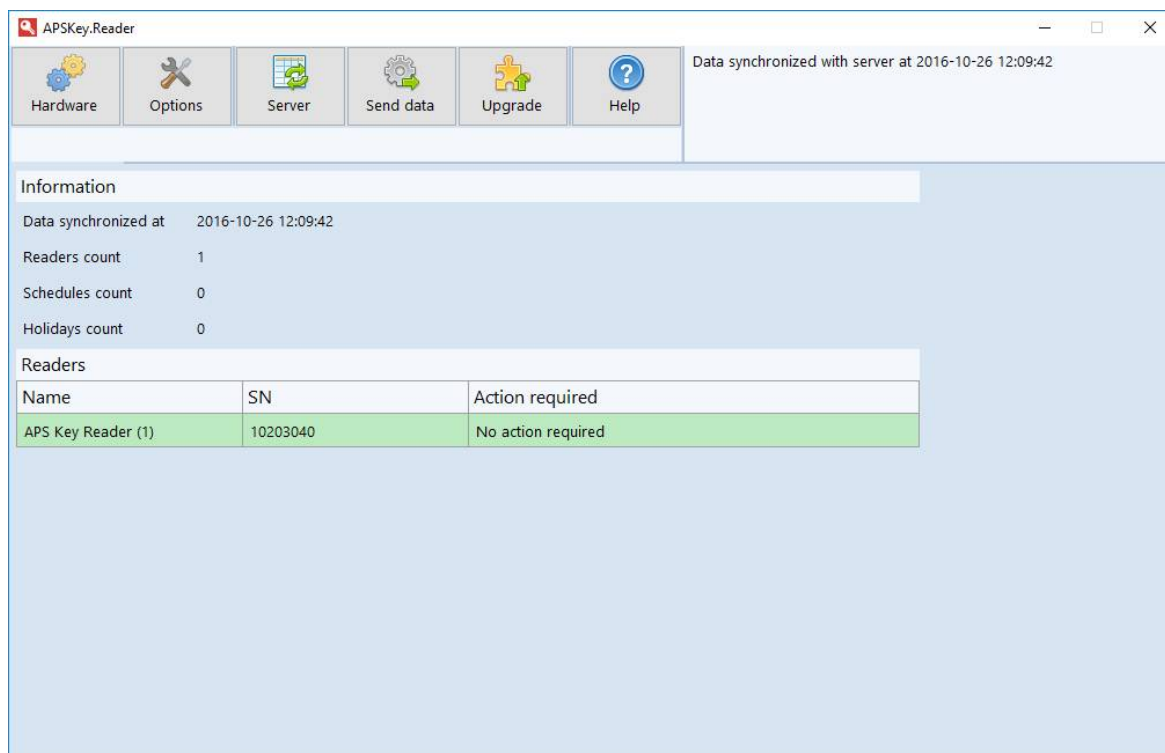 APSKey.Reader
Hardware Options Server Send data Upgrade Help
Data synchronized with server at 2016-10-26 12:09:42
Information
Data synchronized at 2016-10-26 12:09:42
Readers count 1
Schedules count 0
Holidays count 0
Readers
Name SN Action required
APS Key Reader (1) 10203040 No action required